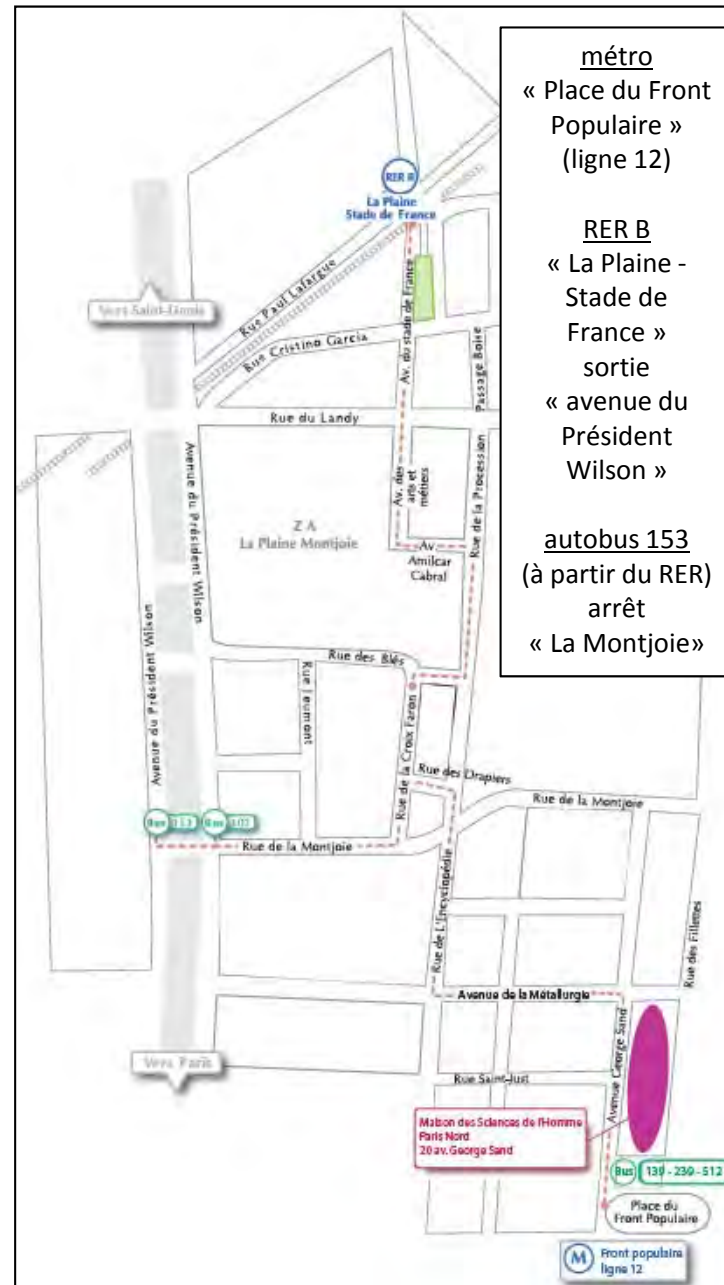 métro
« Place du Front
Populaire »
(ligne 12)
RER B
« La Plaine -
Stade de
France »
sortie
« avenue du
Président
Wilson »
autobus 153
(à partir du RER)
arrêt
« La Montjoie»
RER B
La Plaine
Stade de France
Vers Saint-Denis
Rue Paul Lafargue
Rue Cristino Garcia
Av. du stade de France
Passage Boise
Rue du Landy
Avenue du Président Wilson
Av. des
arts et
métiers
Rue de la Procession
Z A
La Plaine Montjoie
Av
Amilcar
Cabral
Avenue du Président Wilson
Rue des Blés
Rue Jeumont
Rue de la Croix Faron
Rue des Drapiers
Rue de la Montjoie
Bus
Bus
Rue de la Montjoie
Rue de L'Encyclopédie
Rue des Fillettes
Avenue de la Métallurgie
Avenue George Sand
Vers Paris
Rue Saint-Just
Maison des Sciences de l'Homme
Paris Nord
20 av. George Sand
Bus 139 - 239 - 512
Place du
Front Populaire
M Front populaire
ligne 12